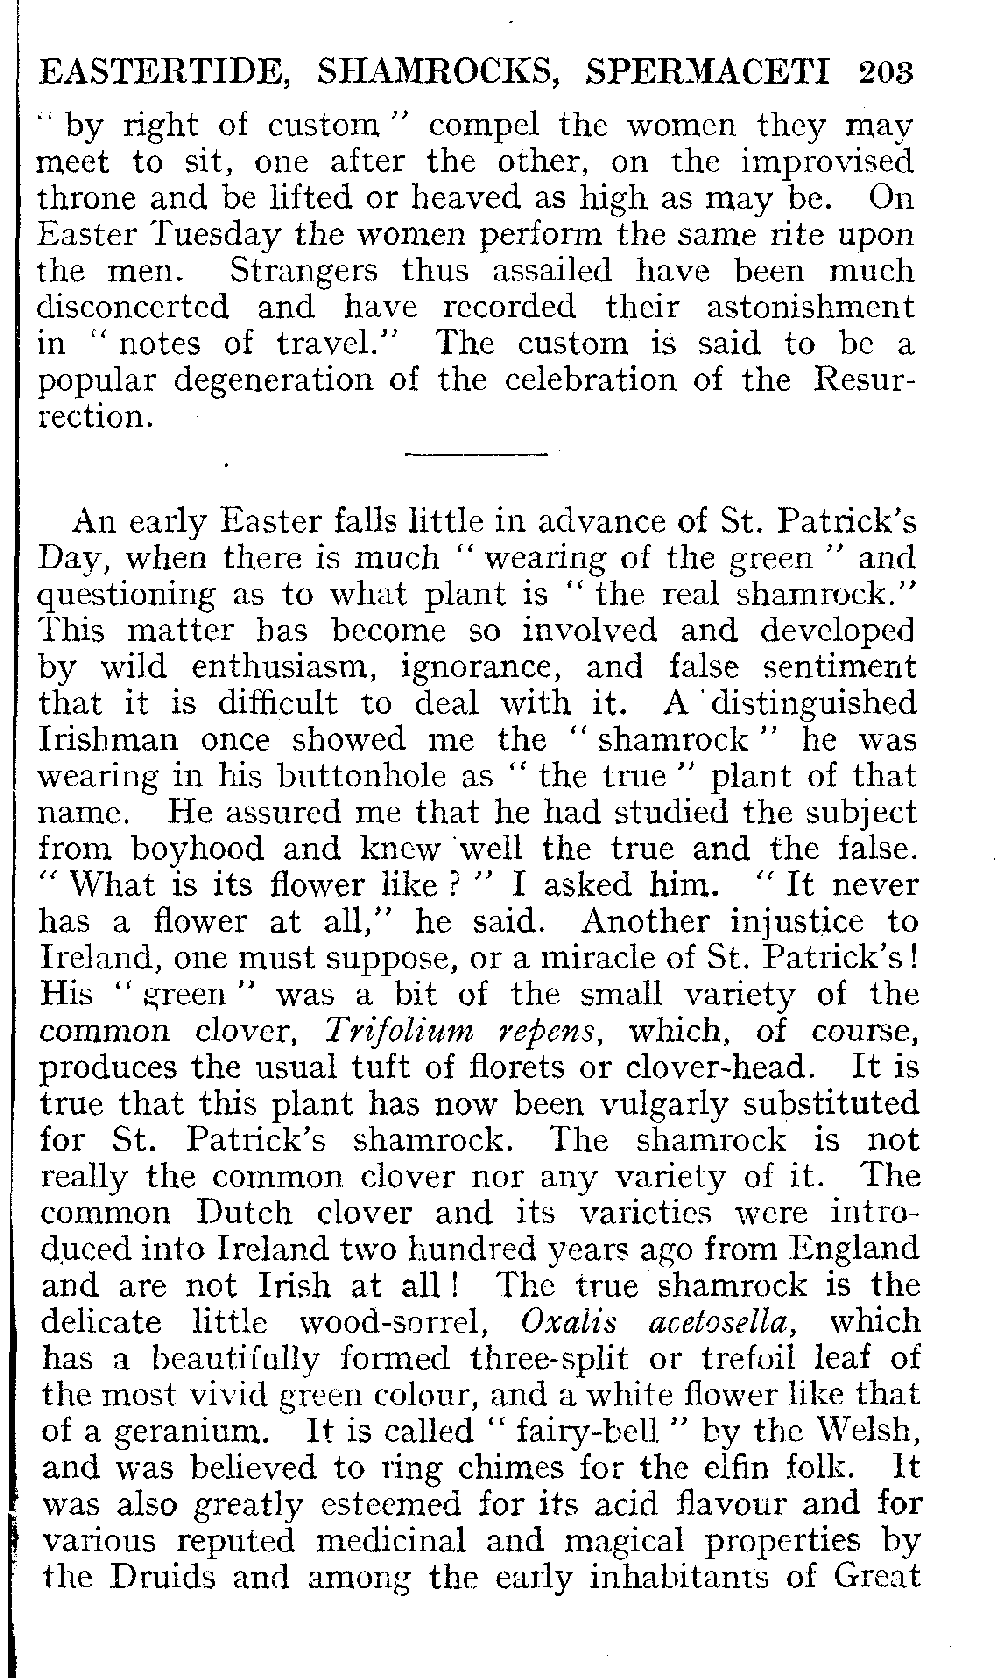 EASTERTIDE, SHAMROCKS, SPERMACETI 203
" by right of custom " compel the women they may
meet to sit, one after the other, on the improvised
throne and be lifted or heaved as high as may be. On
Easter Tuesday the women perform the same rite upon
the men. Strangers thus assailed have been much
disconcerted and have recorded their astonishment
in " notes of travel." The custom is said to be a
popular degeneration of the celebration of the Resur-
rection.
An early Easter falls little in advance of St. Patrick's
Day, when there is much " wearing of the green " and
questioning as to what plant is " the real shamrock."
This matter has become so involved and developed
by wild enthusiasm, ignorance, and false sentiment
that it is difficult to deal with it. A distinguished
Irishman once showed me the " shamrock " he was
wearing in his buttonhole as " the true " plant of that
name. He assured me that he had studied the subject
from boyhood and knew well the true and the false.
" What is its flower like ? " I asked him. " It never
has a flower at all," he said. Another injustice to
Ireland, one must suppose, or a miracle of St. Patrick's!
His " green " was a bit of the small variety of the
common clover, Trifolium repens, which, of course,
produces the usual tuft of florets or clover-head. It is
true that this plant has now been vulgarly substituted
for St. Patrick's shamrock. The shamrock is not
really the common clover nor any variety of it. The
common Dutch clover and its varieties were intro-
duced into Ireland two hundred years ago from England
and are not Irish at all ! The true shamrock is the
delicate little wood-sorrel, Oxalis acetosella, which
has a beautifully formed three-split or trefoil leaf of
the most vivid green colour, and a white flower like that
of a geranium. It is called " fairy-bell " by the Welsh,
and was believed to ring chimes for the elfin folk. It
was also greatly esteemed for its acid flavour and for
various reputed medicinal and magical properties by
the Druids and among the early inhabitants of Great